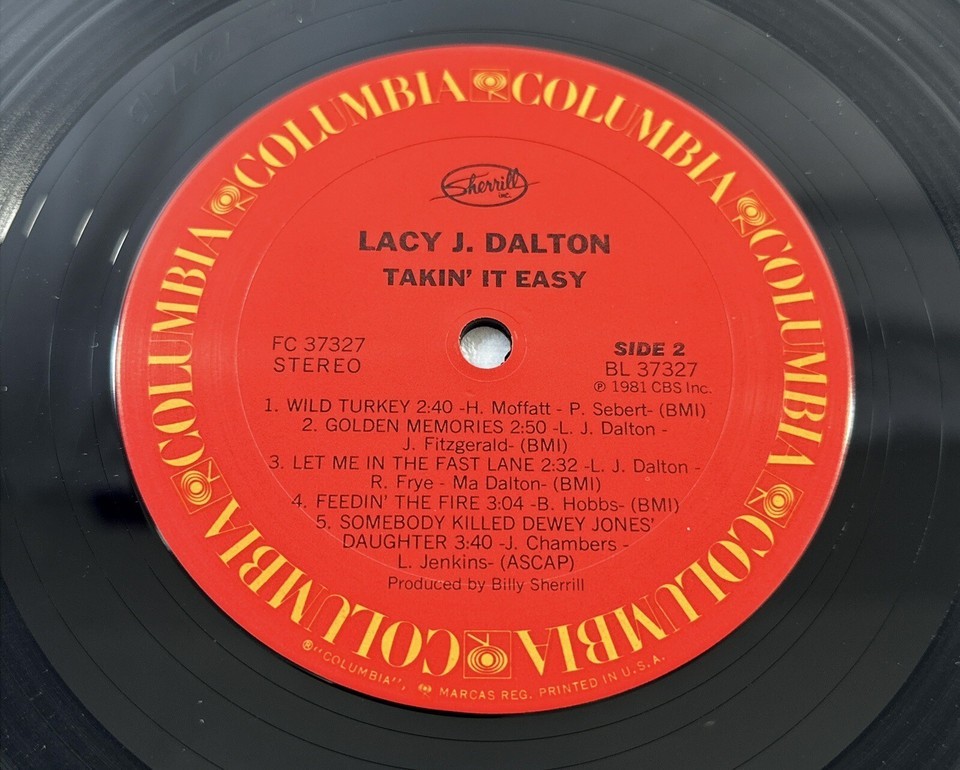 COLUMBIA COLUMBIA COLUMBIA COLUMBIA COLUMBIA COLUMBIA
Sherrill
inc.
LACY J. DALTON
TAKIN' IT EASY
FC 37327
STEREO
SIDE 2
BL 37327
℗ 1981 CBS Inc.
1. WILD TURKEY 2:40 -H. Moffatt - P. Sebert- (BMI)
2. GOLDEN MEMORIES 2:50 -L. J. Dalton -
J. Fitzgerald- (BMI)
3. LET ME IN THE FAST LANE 2:32 -L. J. Dalton -
R. Frye - Ma Dalton- (BMI)
4. FEEDIN' THE FIRE 3:04 -B. Hobbs- (BMI)
5. SOMEBODY KILLED DEWEY JONES'
DAUGHTER 3:40 -J. Chambers -
L. Jenkins- (ASCAP)
Produced by Billy Sherrill
COLUMBIA COLUMBIA
®"COLUMBIA", MARCAS REG. PRINTED IN U.S.A.